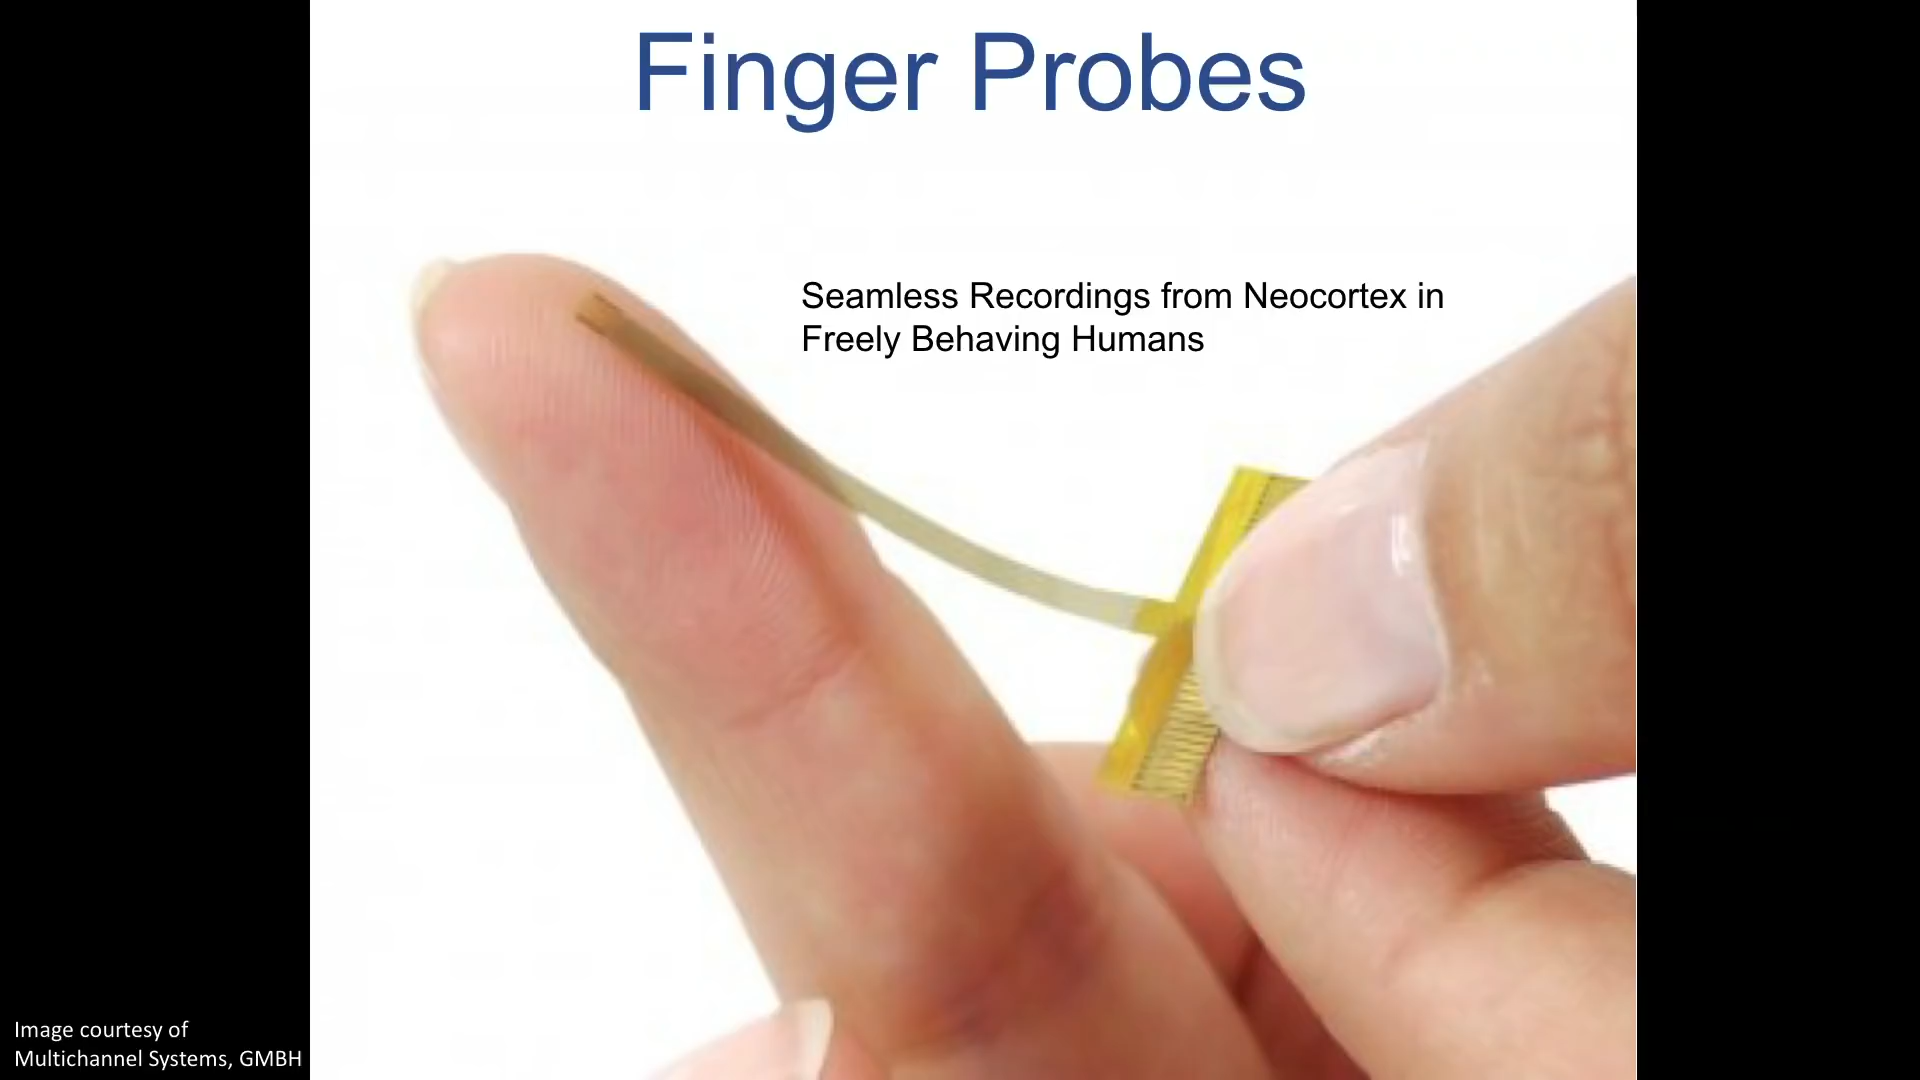 Finger Probes
Seamless Recordings from Neocortex in
Freely Behaving Humans
Image courtesy of
Multichannel Systems, GMBH